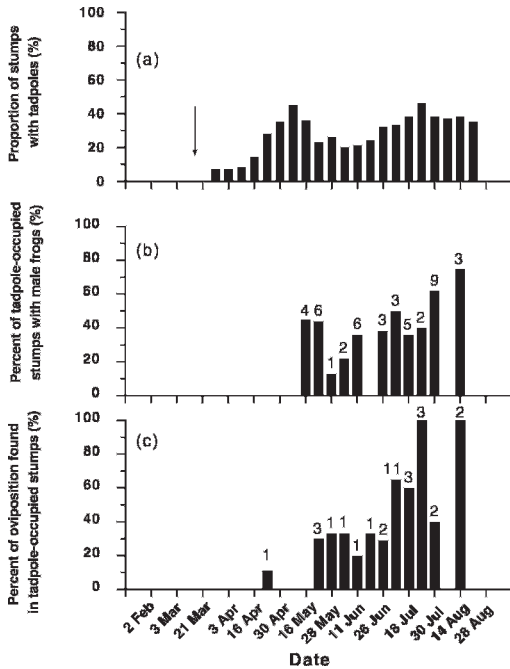 100
80
60
40
20
0
Proportion of stumps
with tadpoles (%)
(a)
100
80
60
40
20
0
Percent of tadpole-occupied
stumps with male frogs (%)
(b)
4
6
1
2
6
3
3
5
2
9
3
100
80
60
40
20
0
Percent of oviposition found
in tadpole-occupied stumps (%)
(c)
1
3
1
1
1
1
2
11
3
3
2
2
2 Feb
3 Mar
21 Mar
3 Apr
16 Apr
30 Apr
16 May
28 May
11 Jun
26 Jun
18 Jul
30 Jul
14 Aug
28 Aug
Date